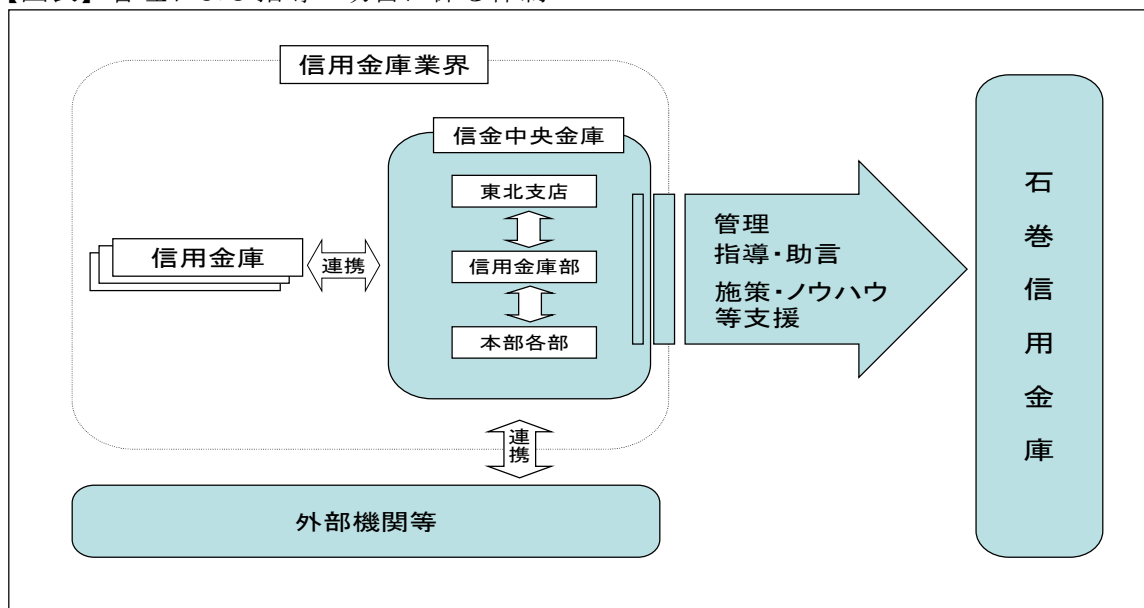 信用金庫業界
信金中央金庫
東北支店
信用金庫
連携
信用金庫部
本部各部
管理
指導・助言
施策・ノウハウ
等支援
石巻信用金庫
連携
外部機関等